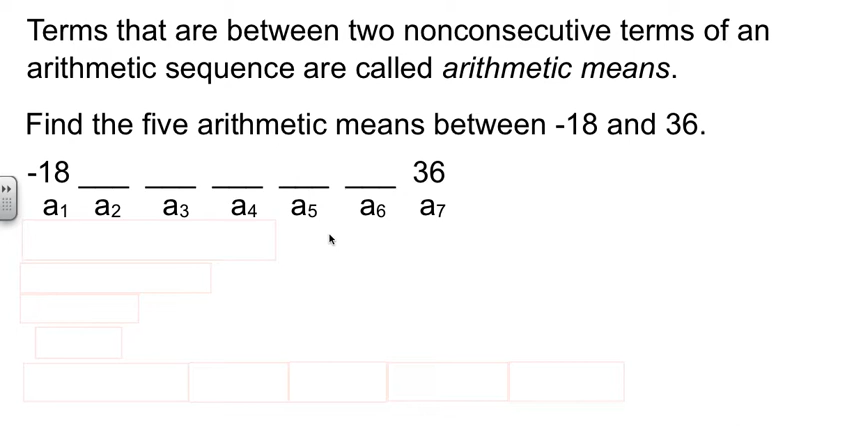 Terms that are between two nonconsecutive terms of an
arithmetic sequence are called arithmetic means.
Find the five arithmetic means between -18 and 36.
-18 ___ ___ ___ ___ ___ 36
a₁ a₂ a₃ a₄ a₅ a₆ a₇